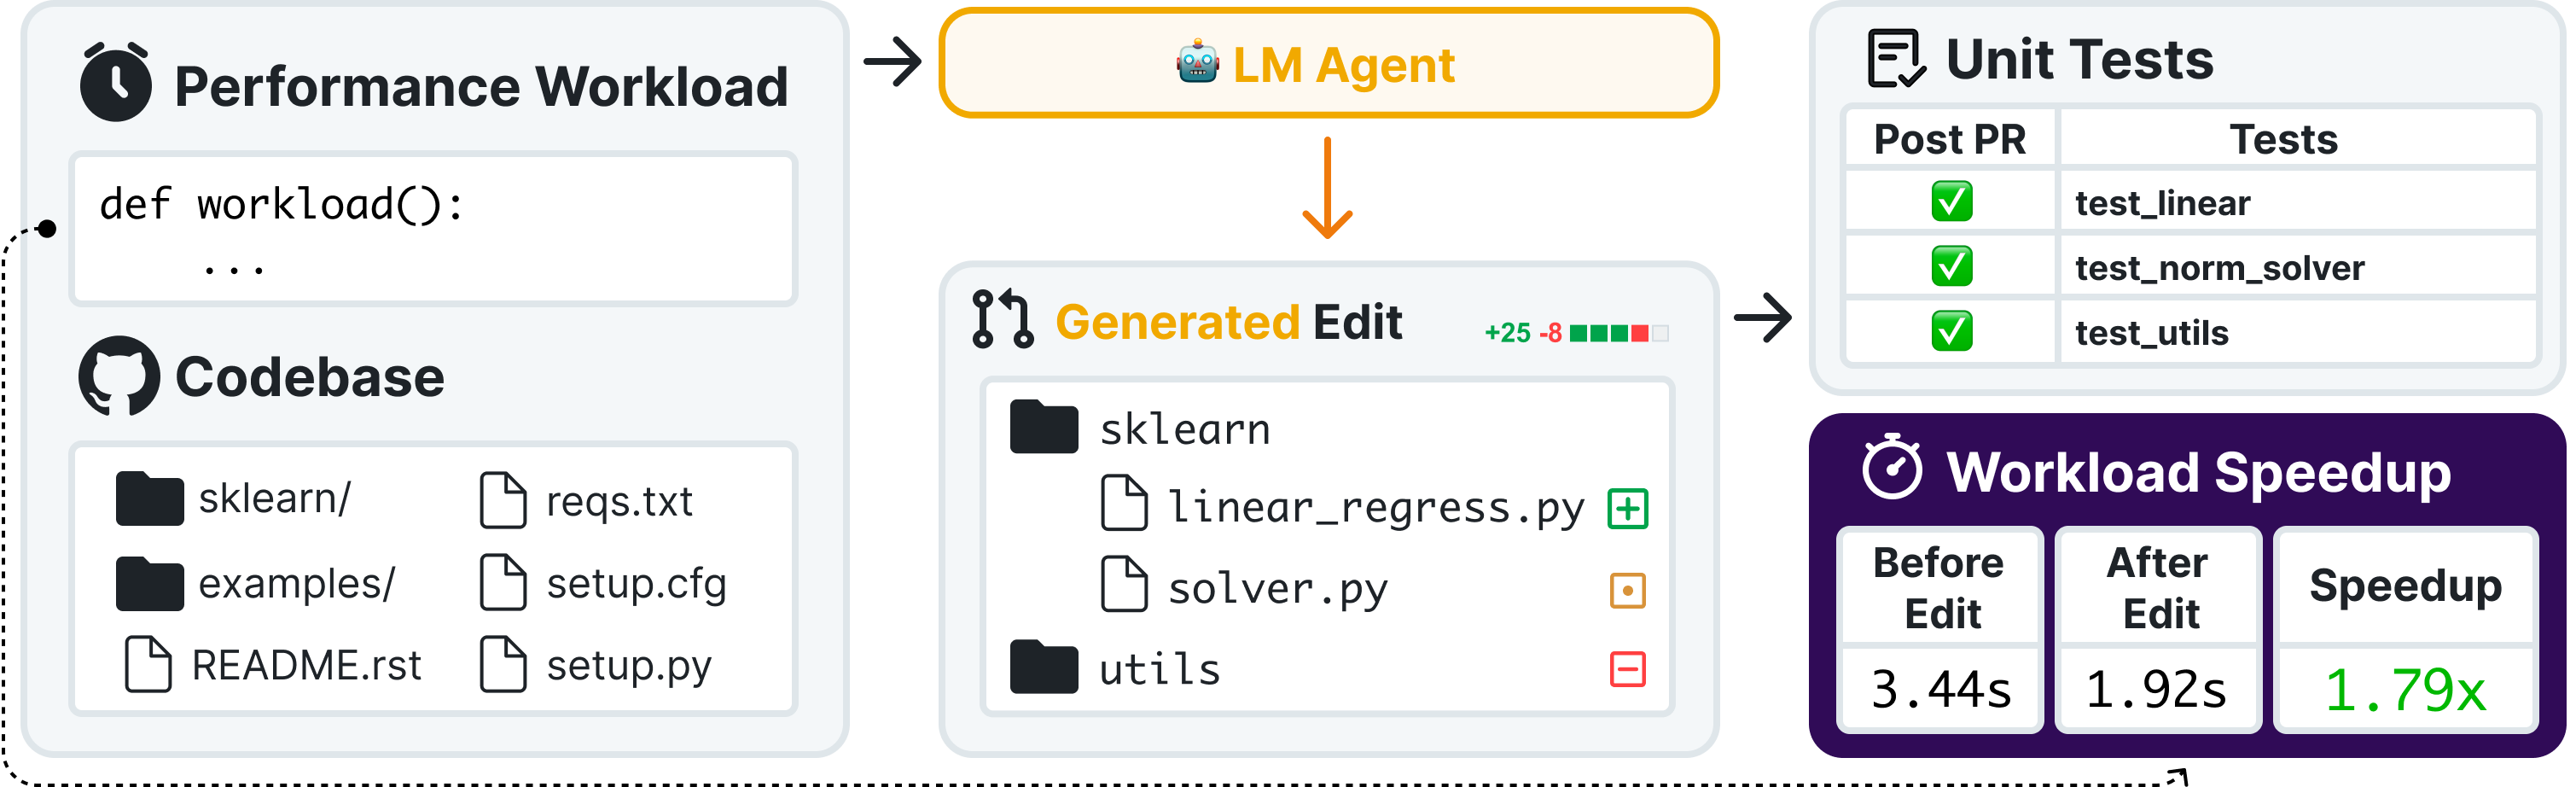 Performance Workload
def workload():
...
Codebase
sklearn/
examples/
README.rst
reqs.txt
setup.cfg
setup.py
LM Agent
Generated Edit
+25 -8
sklearn
linear_regress.py
solver.py
utils
Unit Tests
Post PR Tests
test_linear
test_norm_solver
test_utils
Workload Speedup
Before Edit
After Edit
Speedup
3.44s 1.92s 1.79x